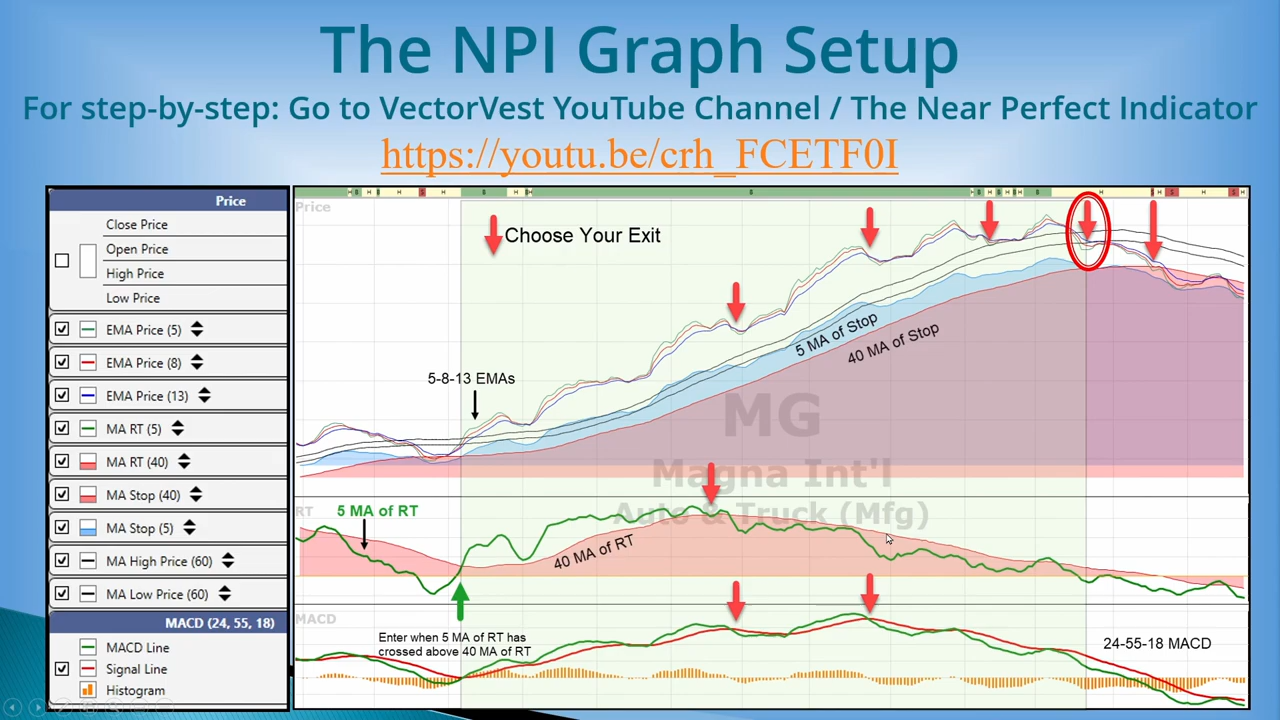 The NPI Graph Setup
For step-by-step: Go to VectorVest YouTube Channel / The Near Perfect Indicator
https://youtu.be/crh_FCETF0I
Price
Close Price
Open Price
High Price
Low Price
EMA Price (5)
EMA Price (8)
EMA Price (13)
MA RT (5)
MA RT (40)
MA Stop (40)
MA Stop (5)
MA High Price (60)
MA Low Price (60)
MACD (24, 55, 18)
MACD Line
Signal Line
Histogram
Price
Choose Your Exit
5-8-13 EMAs
5 MA of Stop
40 MA of Stop
MG
Magna Int'l
Auto & Truck (Mfg)
RT
5 MA of RT
40 MA of RT
MACD
Enter when 5 MA of RT has
crossed above 40 MA of RT
24-55-18 MACD